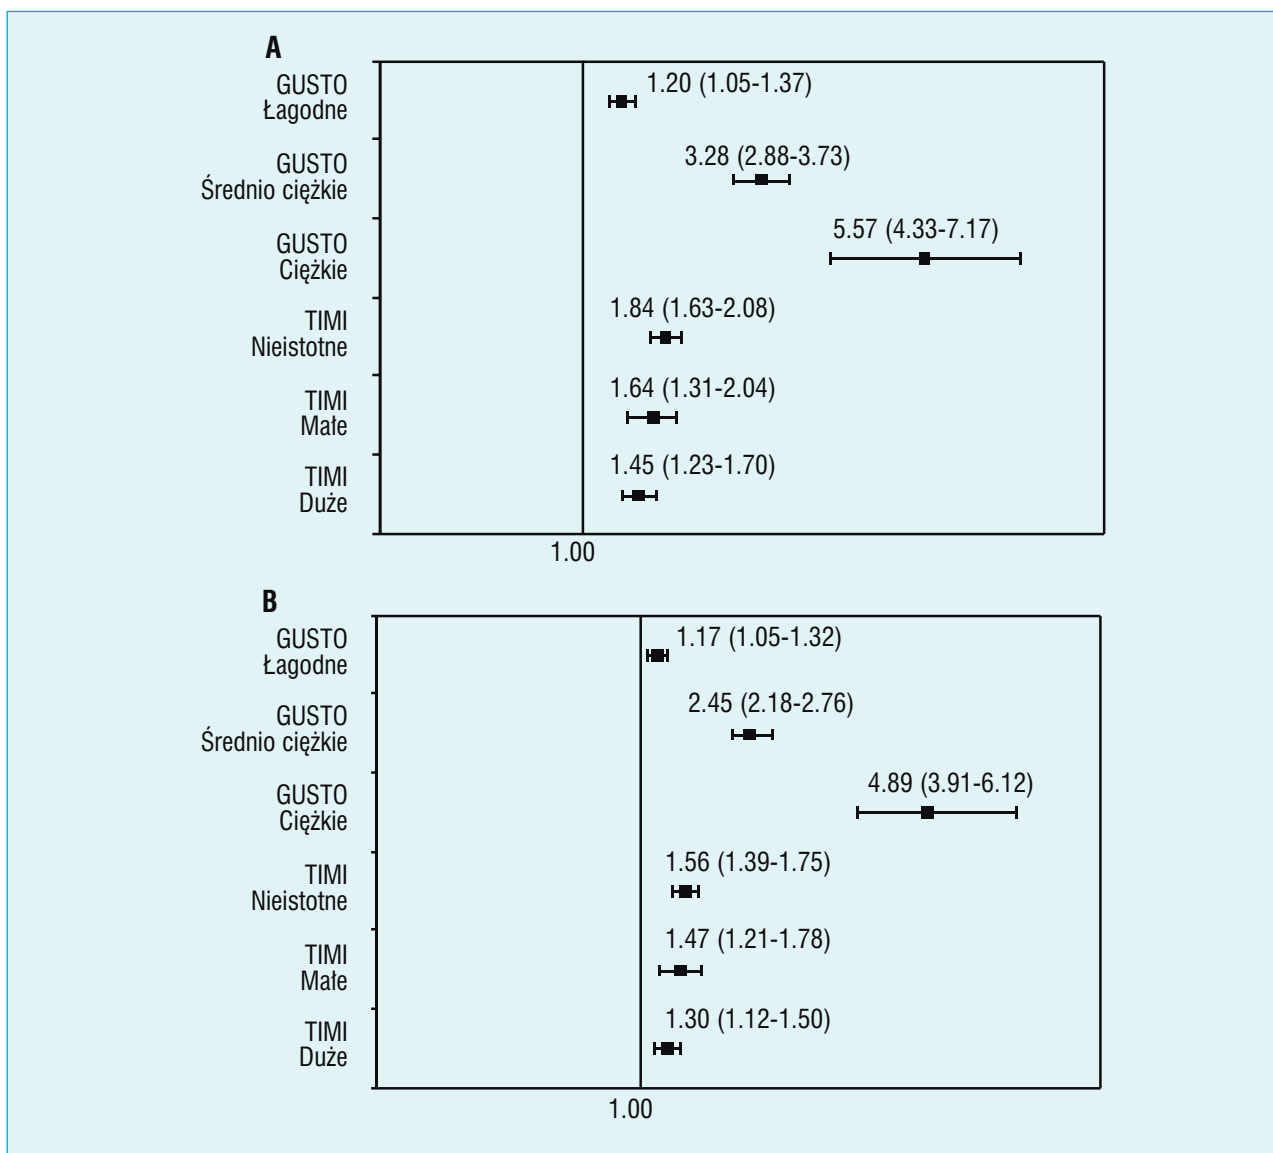 A
GUSTO
Łagodne
1.20 (1.05-1.37)
GUSTO
Średnio ciężkie
3.28 (2.88-3.73)
GUSTO
Ciężkie
5.57 (4.33-7.17)
TIMI
Nieistotne
1.84 (1.63-2.08)
TIMI
Małe
1.64 (1.31-2.04)
TIMI
Duże
1.45 (1.23-1.70)
1.00
B
GUSTO
Łagodne
1.17 (1.05-1.32)
GUSTO
Średnio ciężkie
2.45 (2.18-2.76)
GUSTO
Ciężkie
4.89 (3.91-6.12)
TIMI
Nieistotne
1.56 (1.39-1.75)
TIMI
Małe
1.47 (1.21-1.78)
TIMI
Duże
1.30 (1.12-1.50)
1.00